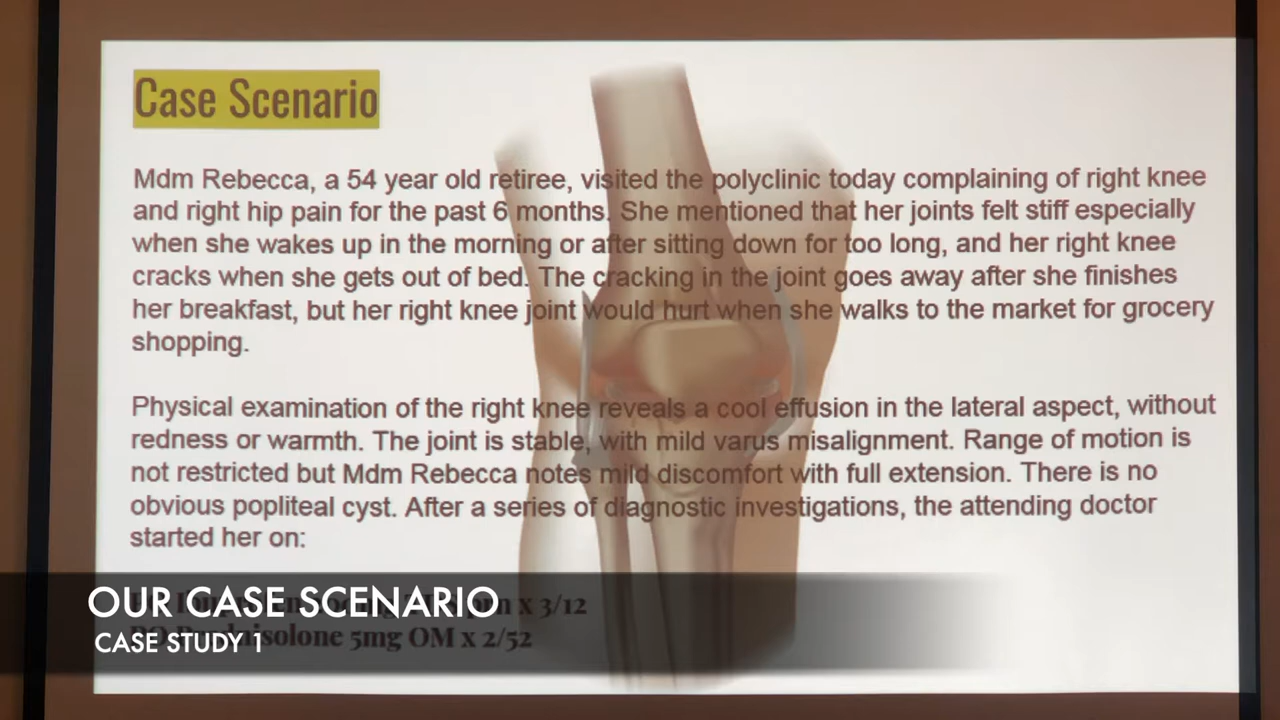 Case Scenario
Mdm Rebecca, a 54 year old retiree, visited the polyclinic today complaining of right knee
and right hip pain for the past 6 months. She mentioned that her joints felt stiff especially
when she wakes up in the morning or after sitting down for too long, and her right knee
cracks when she gets out of bed. The cracking in the joint goes away after she finishes
her breakfast, but her right knee joint would hurt when she walks to the market for grocery
shopping.
Physical examination of the right knee reveals a cool effusion in the lateral aspect, without
redness or warmth. The joint is stable, with mild varus misalignment. Range of motion is
not restricted but Mdm Rebecca notes mild discomfort with full extension. There is no
obvious popliteal cyst. After a series of diagnostic investigations, the attending doctor
started her on:
x 3/12
5mg OM x 2/52
OUR CASE SCENARIO
CASE STUDY 1